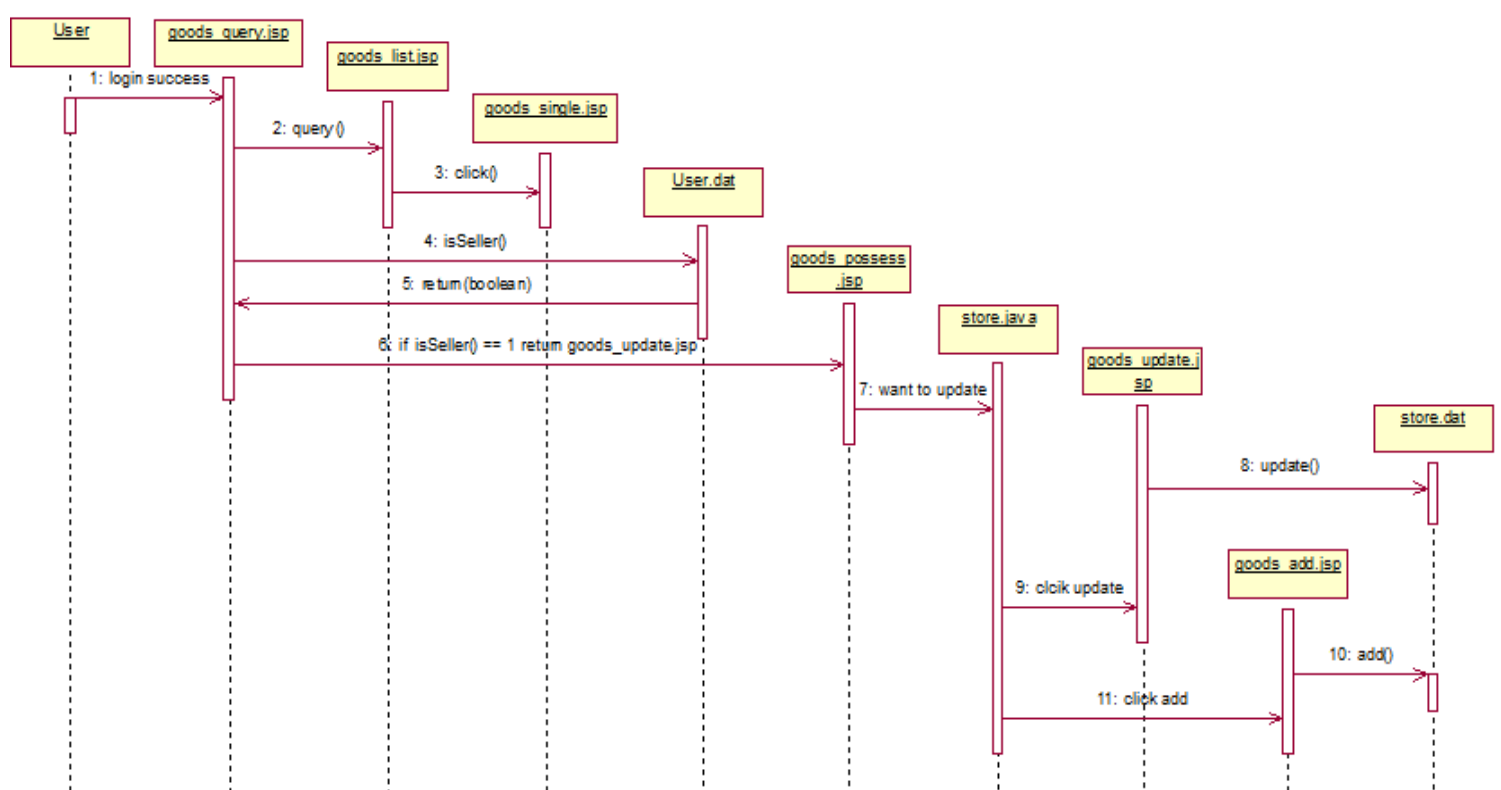 User
goods_query.jsp
goods_list.jsp
1: login success
goods_single.jsp
2: query()
3: click()
User.dat
4: isSeller()
goods_possess
.jsp
5: return(boolean)
store.java
6: if isSeller() == 1 return goods_update.jsp
goods_update.j
sp
7: want to update
store.dat
8: update()
goods_add.jsp
9: clcik update
10: add()
11: click add